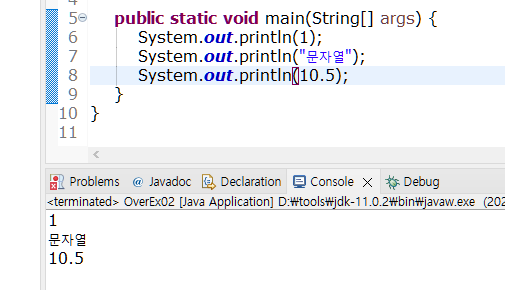 5 public static void main(String[] args) {
6 System.out.println(1);
7 System.out.println("문자열");
8 System.out.println(10.5);
9 }
10 }
11
Problems @ Javadoc Declaration Console Debug
<terminated> OverEx02 [Java Application] D:₩tools₩jdk-11.0.2₩bin₩javaw.exe (202
1
문자열
10.5